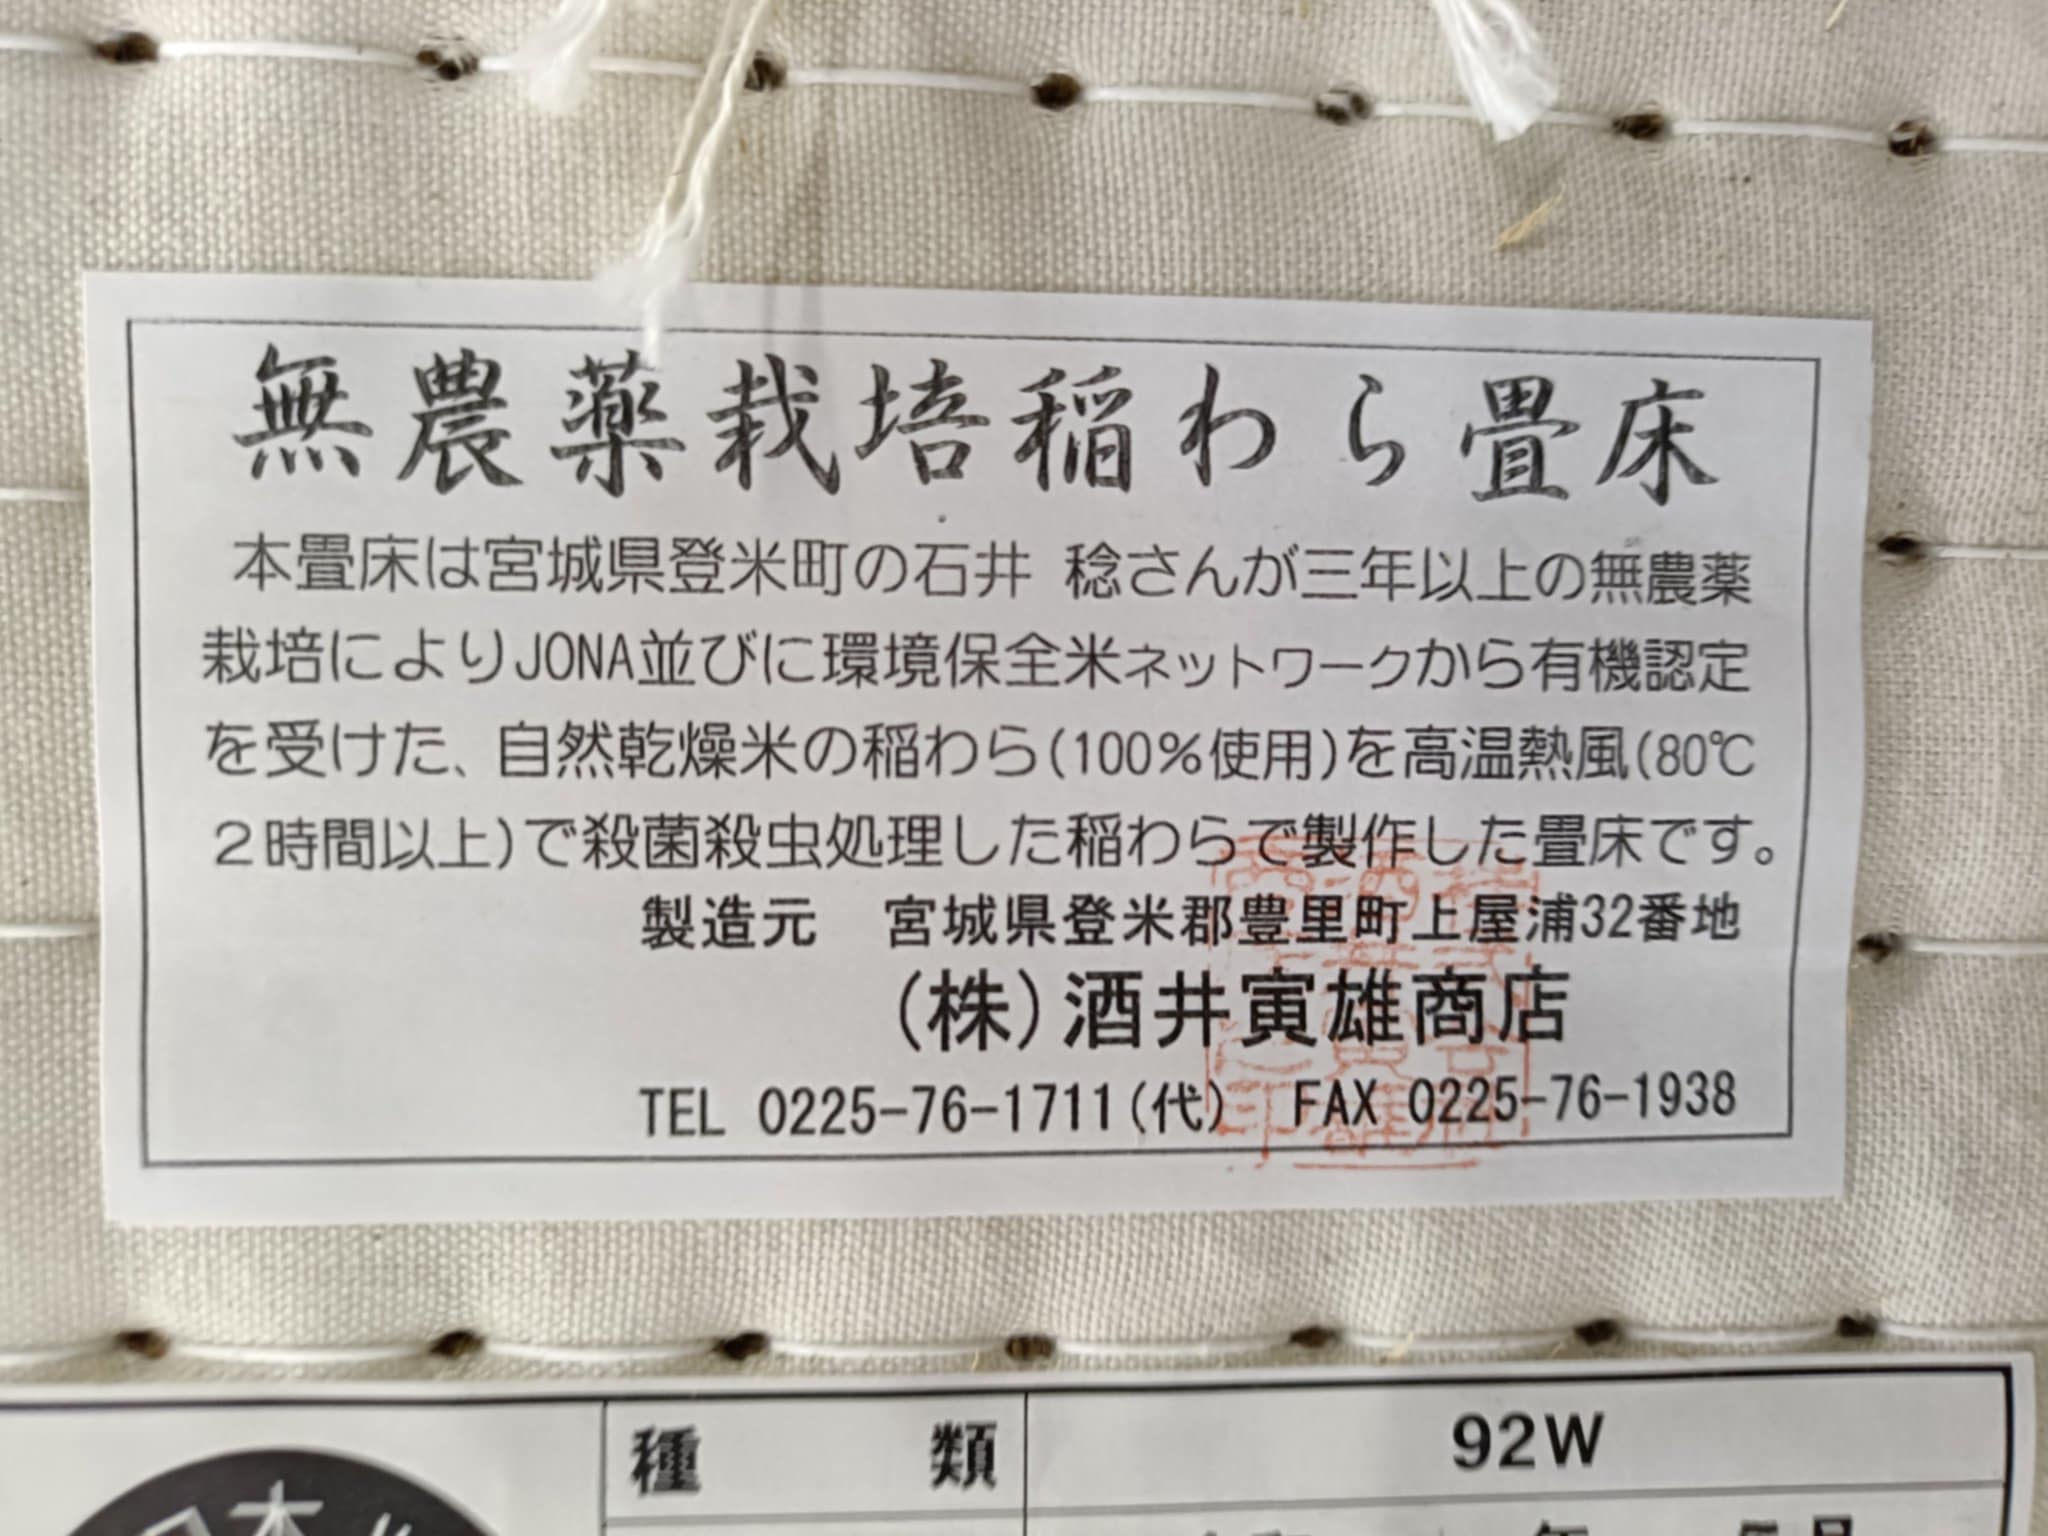 無農薬栽培稲わら畳床
本畳床は宮城県登米町の石井 稔さんが三年以上の無農薬
栽培によりJONA並びに環境保全米ネットワークから有機認定
を受けた、自然乾燥米の稲わら(100%使用)を高温熱風(80℃
2時間以上)で殺菌殺虫処理した稲わらで製作した畳床です。
製造元 宮城県登米郡豊里町上屋浦32番地
(株)酒井寅雄商店
TEL 0225-76-1711(代) FAX 0225-76-1938
種 類 92W